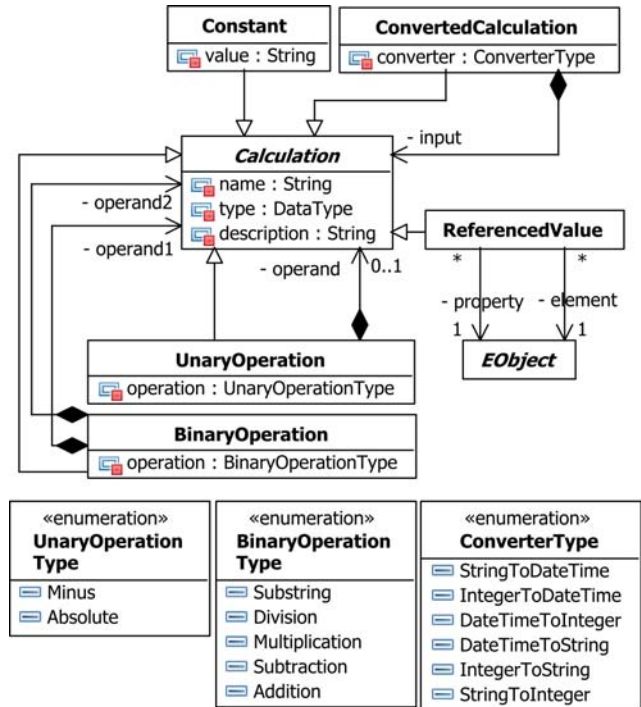 Constant
value : String
ConvertedCalculation
converter : ConverterType
- input
Calculation
name : String
type : DataType
description : String
- operand2
- operand1
- operand
0..1
ReferencedValue
*
*
- property
- element
1
1
EObject
UnaryOperation
operation : UnaryOperationType
BinaryOperation
operation : BinaryOperationType
«enumeration»
UnaryOperation
Type
Minus
Absolute
«enumeration»
BinaryOperation
Type
Substring
Division
Multiplication
Subtraction
Addition
«enumeration»
ConverterType
StringToDateTime
IntegerToDateTime
DateTimeToInteger
DateTimeToString
IntegerToString
StringToInteger